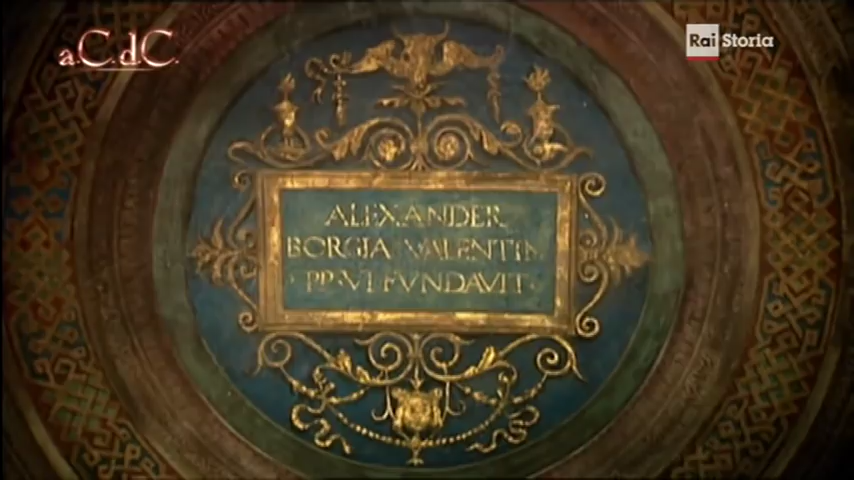 a.C.d.C.
Rai Storia
ALEXANDER
BORGIA VALENTIN
PP·VI FVNDAVIT